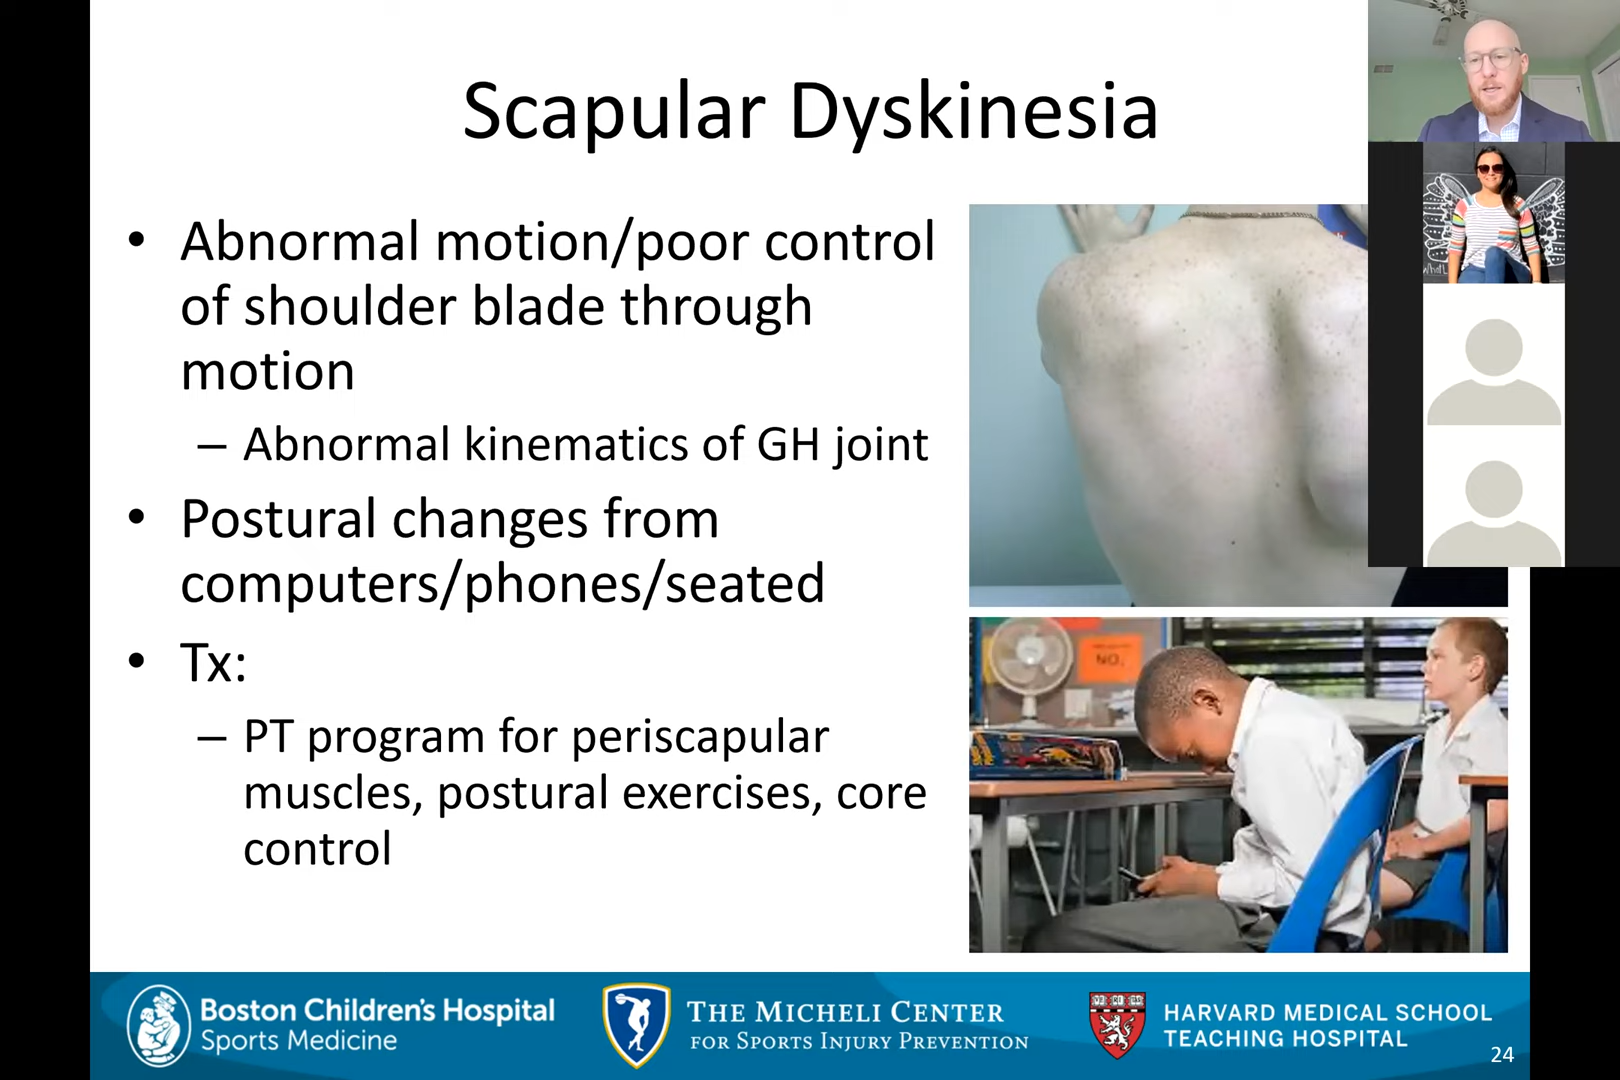 Scapular Dyskinesia
• Abnormal motion/poor control
of shoulder blade through
motion
– Abnormal kinematics of GH joint
• Postural changes from
computers/phones/seated
• Tx:
– PT program for periscapular
muscles, postural exercises, core
control
NO.
Boston Children's Hospital
Sports Medicine
THE MICHELI CENTER
FOR SPORTS INJURY PREVENTION
HARVARD MEDICAL SCHOOL
TEACHING HOSPITAL
24